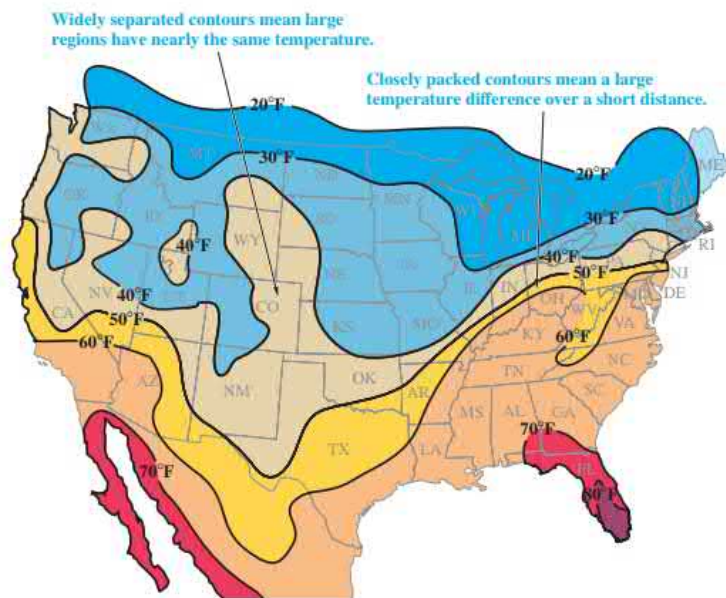 Widely separated contours mean large
regions have nearly the same temperature.
Closely packed contours mean a large
temperature difference over a short distance.
20°F
30°F
20°F
30°F
40°F
50°F
40°F
40°F
50°F
60°F
60°F
70°F
70°F
80°F
WA
MT
ND
MN
ME
OR
ID
SD
WI
MI
WY
RI
NE
IA
IL
IN
OH
NJ
DE
NV
UT
CO
CA
KS
MO
KY
WV
VA
AZ
NM
OK
AR
TN
NC
SC
MS
AL
GA
TX
LA
FL